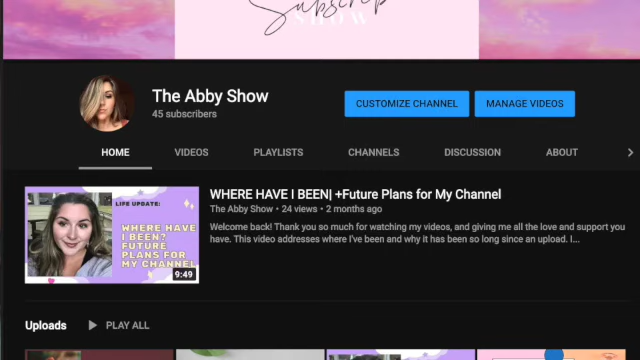 Subscrip
SHOW
The Abby Show
45 subscribers
CUSTOMIZE CHANNEL
MANAGE VIDEOS
HOME
VIDEOS
PLAYLISTS
CHANNELS
DISCUSSION
ABOUT
LIFE UPDATE:
WHERE HAVE
I BEEN?
FUTURE
PLANS FOR
MY CHANNEL
9:49
WHERE HAVE I BEEN| +Future Plans for My Channel
The Abby Show • 24 views • 2 months ago
Welcome back! Thank you so much for watching my videos, and giving me all the love and support you
have. This video addresses where I've been and why it has been so long since an upload. I...
Uploads
PLAY ALL